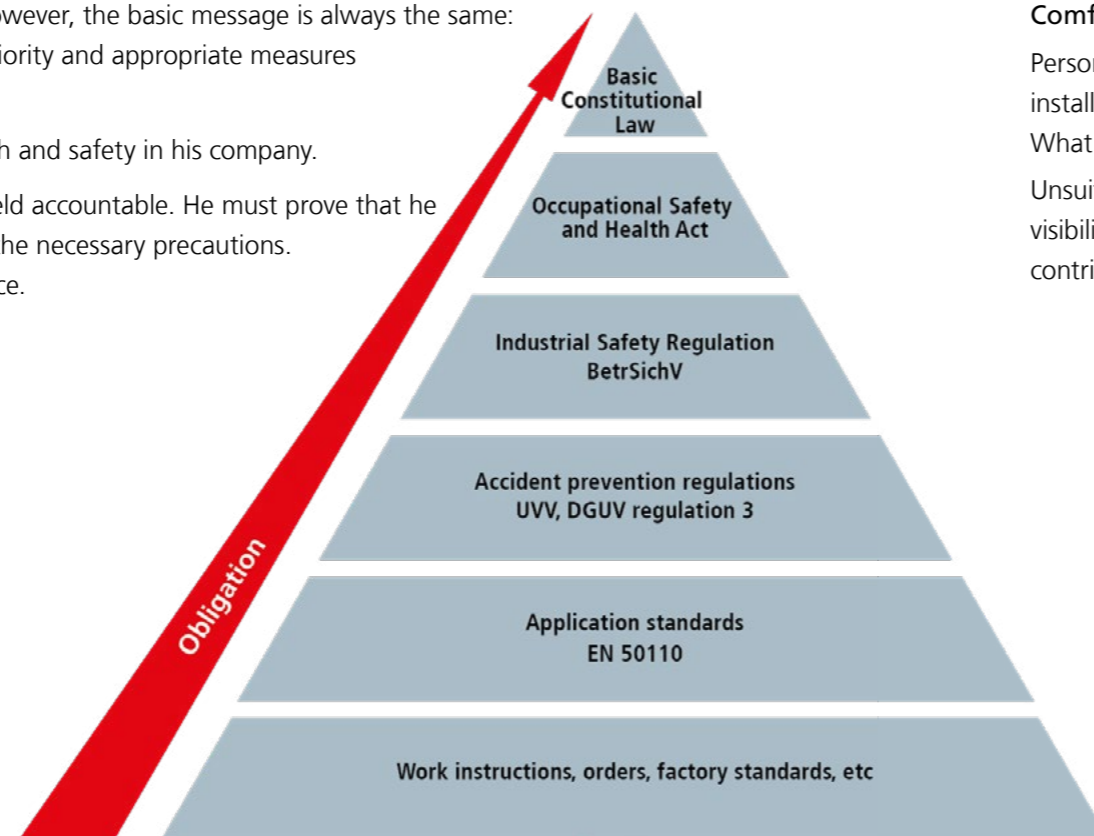 owever, the basic message is always the same:
iority and appropriate measures
h and safety in his company.
eld accountable. He must prove that he
the necessary precautions.
ce.
Basic
Constitutional
Law
Occupational Safety
and Health Act
Industrial Safety Regulation
BetrSichV
Accident prevention regulations
UVV, DGUV regulation 3
Application standards
EN 50110
Work instructions, orders, factory standards, etc
Obligation
Comf
Perso
install
What
Unsui
visibili
contri